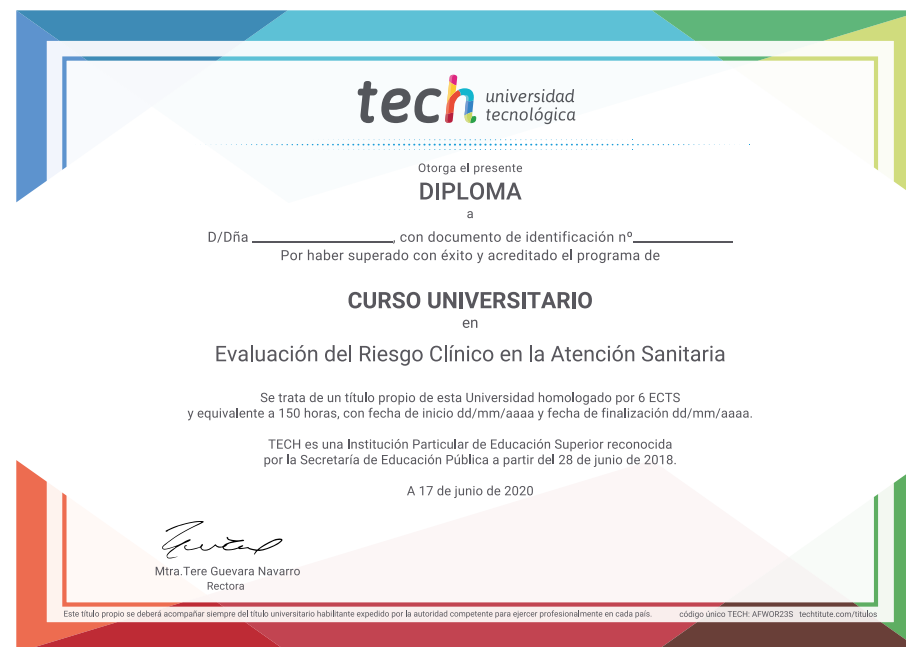 tech universidad
tecnológica
Otorga el presente
DIPLOMA
a
D/Dña ____________________, con documento de identificación nº______________
Por haber superado con éxito y acreditado el programa de
CURSO UNIVERSITARIO
en
Evaluación del Riesgo Clínico en la Atención Sanitaria
Se trata de un título propio de esta Universidad homologado por 6 ECTS
y equivalente a 150 horas, con fecha de inicio dd/mm/aaaa y fecha de finalización dd/mm/aaaa.
TECH es una Institución Particular de Educación Superior reconocida
por la Secretaría de Educación Pública a partir del 28 de junio de 2018.
A 17 de junio de 2020
Mtra.Tere Guevara Navarro
Rectora
Este título propio se deberá acompañar siempre del título universitario habilitante expedido por la autoridad competente para ejercer profesionalmente en cada país. código único TECH: AFWOR23S techtitute.com/títulos